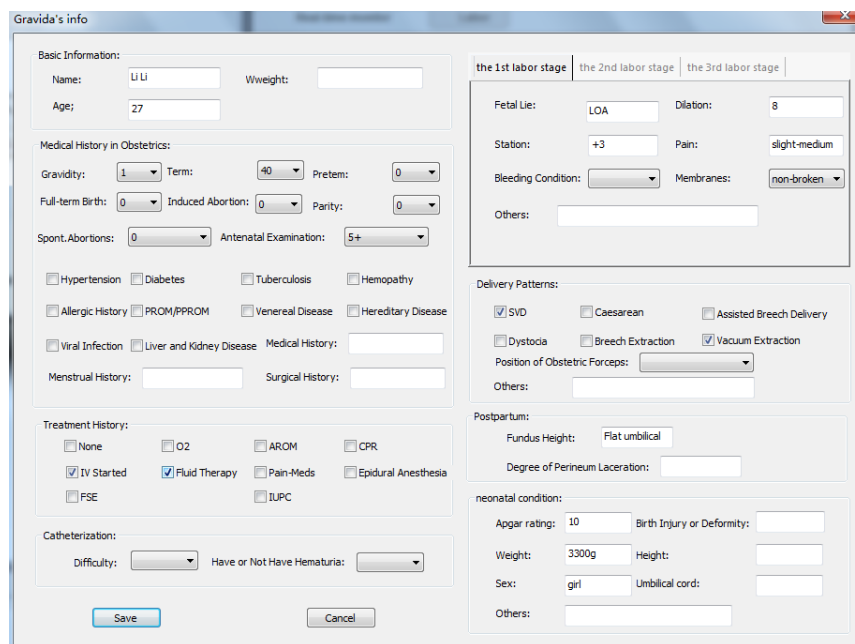 Gravida's info
Basic Information:
Name: Li Li Wweight:
Age; 27
Medical History in Obstetrics:
Gravidity: 1 Term: 40 Pretem: 0
Full-term Birth: 0 Induced Abortion: 0 Parity: 0
Spont.Abortions: 0 Antenatal Examination: 5+
Hypertension Diabetes Tuberculosis Hemopathy
Allergic History PROM/PPROM Venereal Disease Hereditary Disease
Viral Infection Liver and Kidney Disease Medical History:
Menstrual History: Surgical History:
Treatment History:
None O2 AROM CPR
IV Started Fluid Therapy Pain-Meds Epidural Anesthesia
FSE IUPC
Catheterization:
Difficulty: Have or Not Have Hematuria:
Save Cancel
the 1st labor stage the 2nd labor stage the 3rd labor stage
Fetal Lie: LOA Dilation: 8
Station: +3 Pain: slight-medium
Bleeding Condition: Membranes: non-broken
Others:
Delivery Patterns:
SVD Caesarean Assisted Breech Delivery
Dystocia Breech Extraction Vacuum Extraction
Position of Obstetric Forceps:
Others:
Postpartum:
Fundus Height: Flat umbilical
Degree of Perineum Laceration:
neonatal condition:
Apgar rating: 10 Birth Injury or Deformity:
Weight: 3300g Height:
Sex: girl Umbilical cord:
Others: